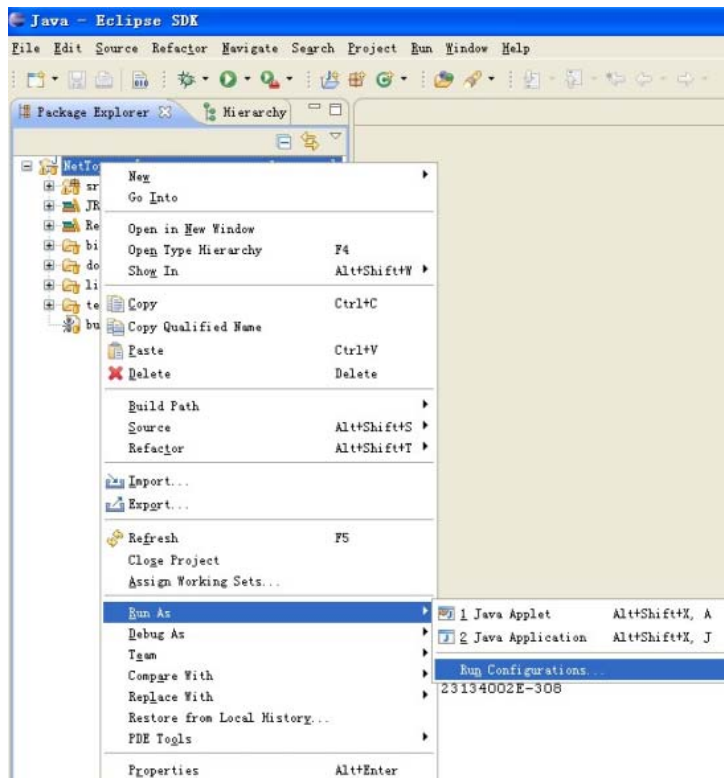 Java - Eclipse SDK
File Edit Source Refactor Navigate Search Project Run Window Help
Package Explorer Hierarchy
NetTo
sr
JR
Re
bi
do
li
te
bu
New
Go Into
Open in New Window
Open Type Hierarchy F4
Show In Alt+Shift+W
Copy Ctrl+C
Copy Qualified Name
Paste Ctrl+V
Delete Delete
Build Path
Source Alt+Shift+S
Refactor Alt+Shift+T
Import...
Export...
Refresh F5
Close Project
Assign Working Sets...
Run As
1 Java Applet Alt+Shift+X, A
2 Java Application Alt+Shift+X, J
Run Configurations...
23134002E-308
Debug As
Team
Compare With
Replace With
Restore from Local History...
PDE Tools
Properties Alt+Enter